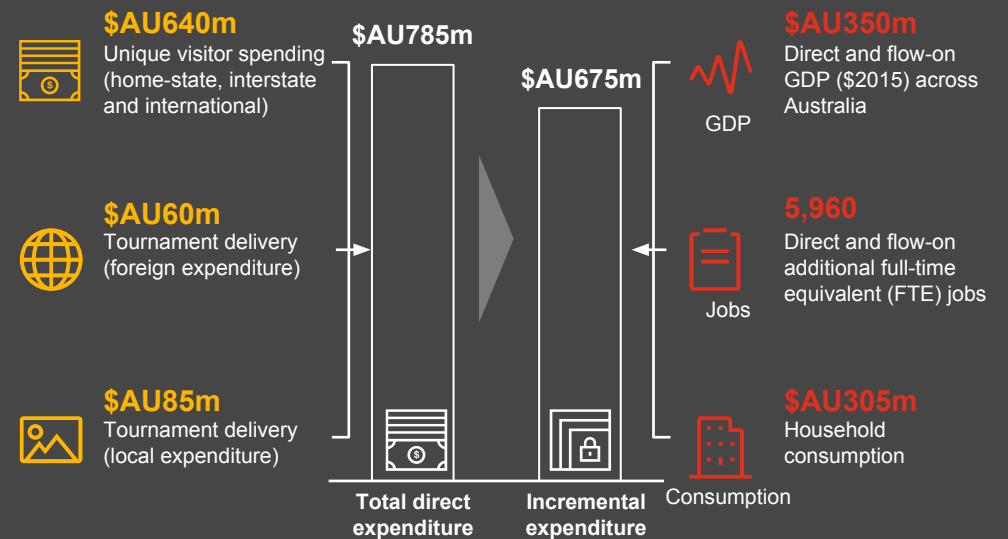 $AU640m
Unique visitor spending
(home-state, interstate
and international)
$AU60m
Tournament delivery
(foreign expenditure)
$AU85m
Tournament delivery
(local expenditure)
$AU785m
$
Total direct
expenditure
$AU675m
Incremental
expenditure
GDP
$AU350m
Direct and flow-on
GDP ($2015) across
Australia
Jobs
5,960
Direct and flow-on
additional full-time
equivalent (FTE) jobs
Consumption
$AU305m
Household
consumption